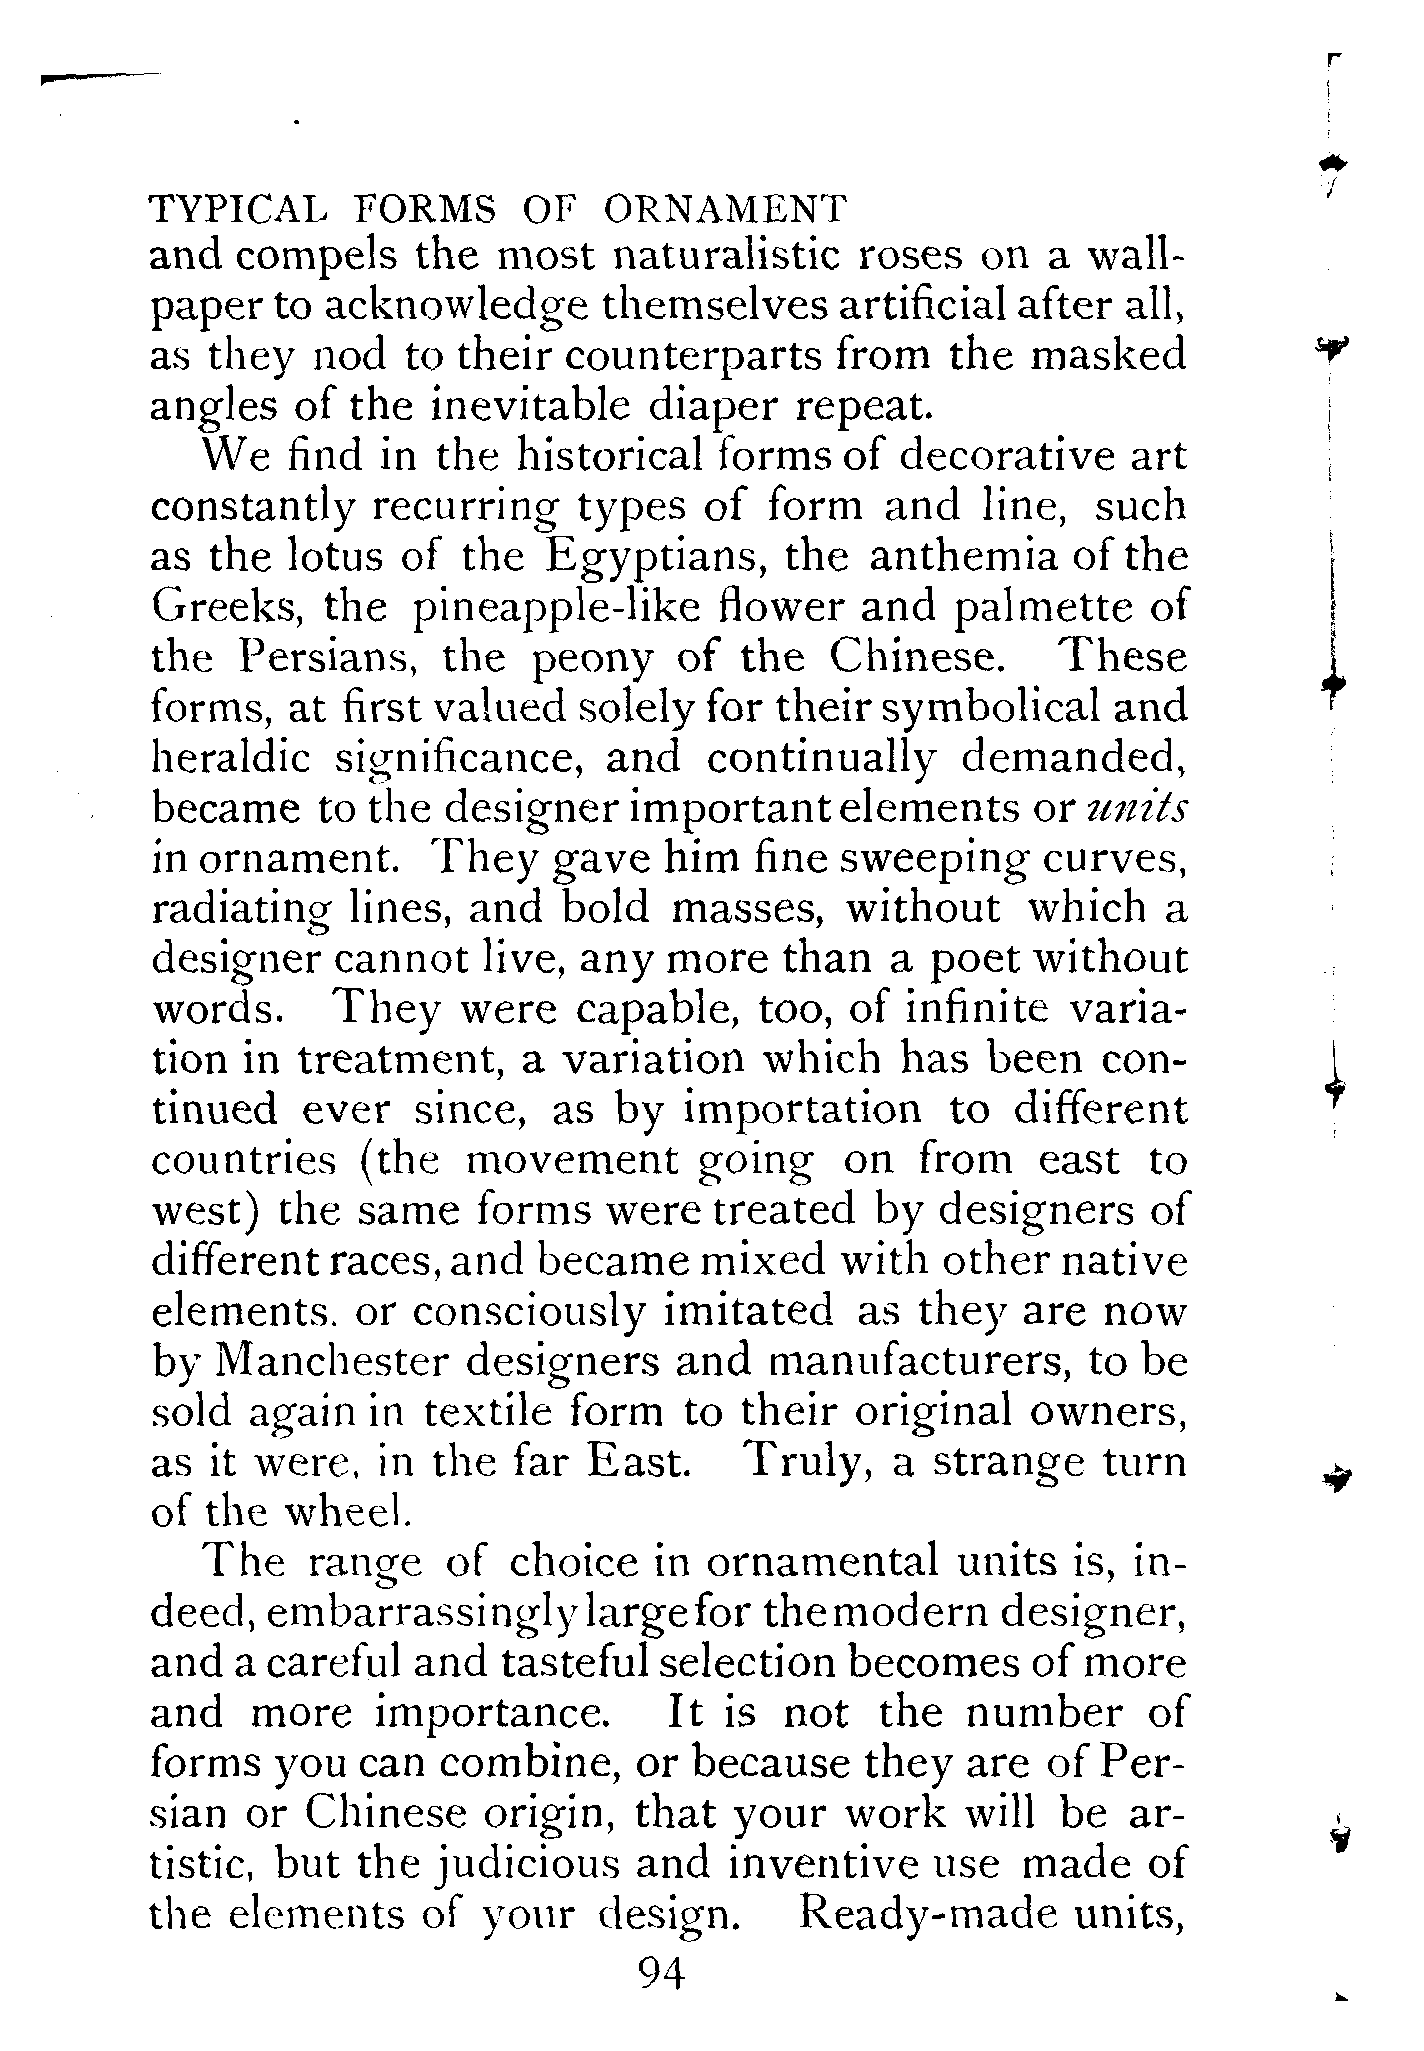 TYPICAL FORMS OF ORNAMENT
and compels the most naturalistic roses on a wall-
paper to acknowledge themselves artificial after all,
as they nod to their counterparts from the masked
angles of the inevitable diaper repeat.
We find in the historical forms of decorative art
constantly recurring types of form and line, such
as the lotus of the Egyptians, the anthemia of the
Greeks, the pineapple-like flower and palmette of
the Persians, the peony of the Chinese. These
forms, at first valued solely for their symbolical and
heraldic significance, and continually demanded,
became to the designer important elements or units
in ornament. They gave him fine sweeping curves,
radiating lines, and bold masses, without which a
designer cannot live, any more than a poet without
words. They were capable, too, of infinite varia-
tion in treatment, a variation which has been con-
tinued ever since, as by importation to different
countries (the movement going on from east to
west) the same forms were treated by designers of
different races, and became mixed with other native
elements. or consciously imitated as they are now
by Manchester designers and manufacturers, to be
sold again in textile form to their original owners,
as it were, in the far East. Truly, a strange turn
of the wheel.
The range of choice in ornamental units is, in-
deed, embarrassingly large for the modern designer,
and a careful and tasteful selection becomes of more
and more importance. It is not the number of
forms you can combine, or because they are of Per-
sian or Chinese origin, that your work will be ar-
tistic, but the judicious and inventive use made of
the elements of your design. Ready-made units,
94